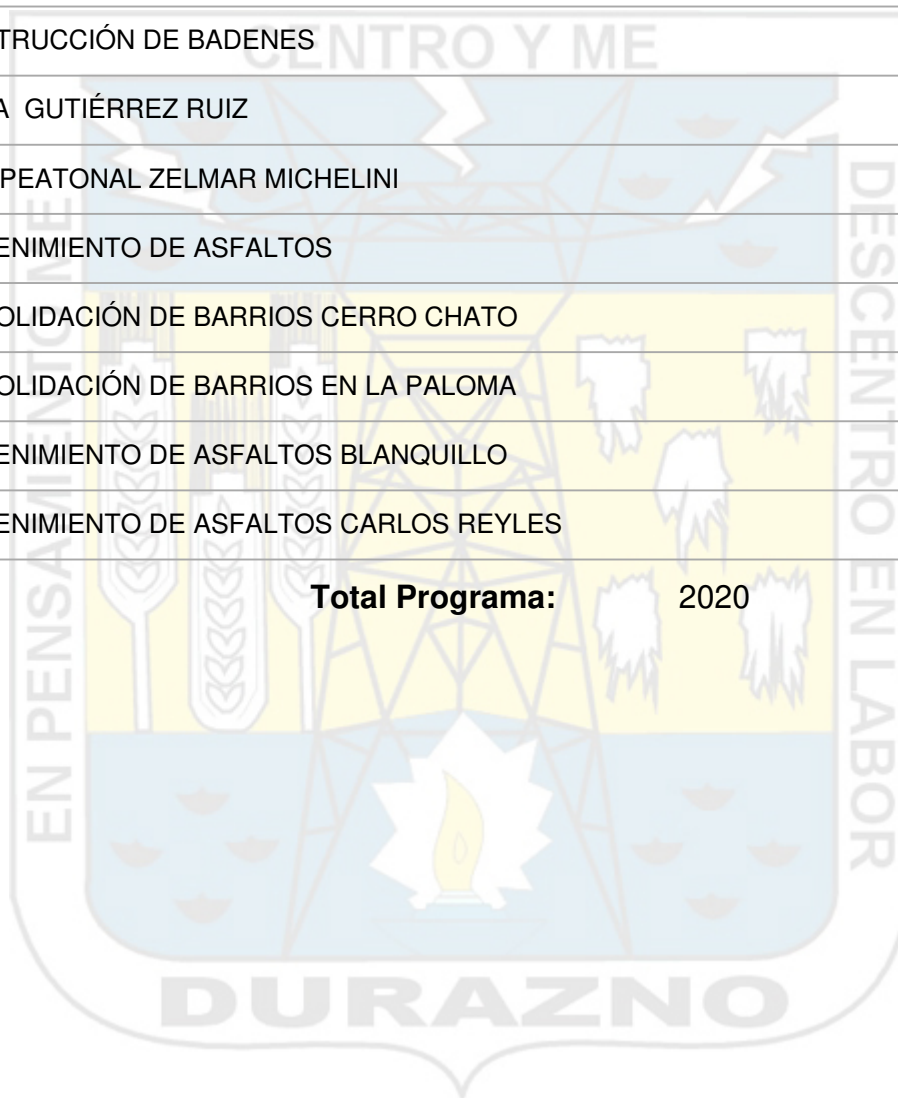 TRUCCIÓN DE BADENES
A GUTIÉRREZ RUIZ
PEATONAL ZELMAR MICHELINI
ENIMIENTO DE ASFALTOS
OLIDACIÓN DE BARRIOS CERRO CHATO
OLIDACIÓN DE BARRIOS EN LA PALOMA
ENIMIENTO DE ASFALTOS BLANQUILLO
ENIMIENTO DE ASFALTOS CARLOS REYLES
Total Programa: 2020
CENTRO Y ME
EN PENSAMIENTO ME
DESCENTRO EN LABOR
DURAZNO